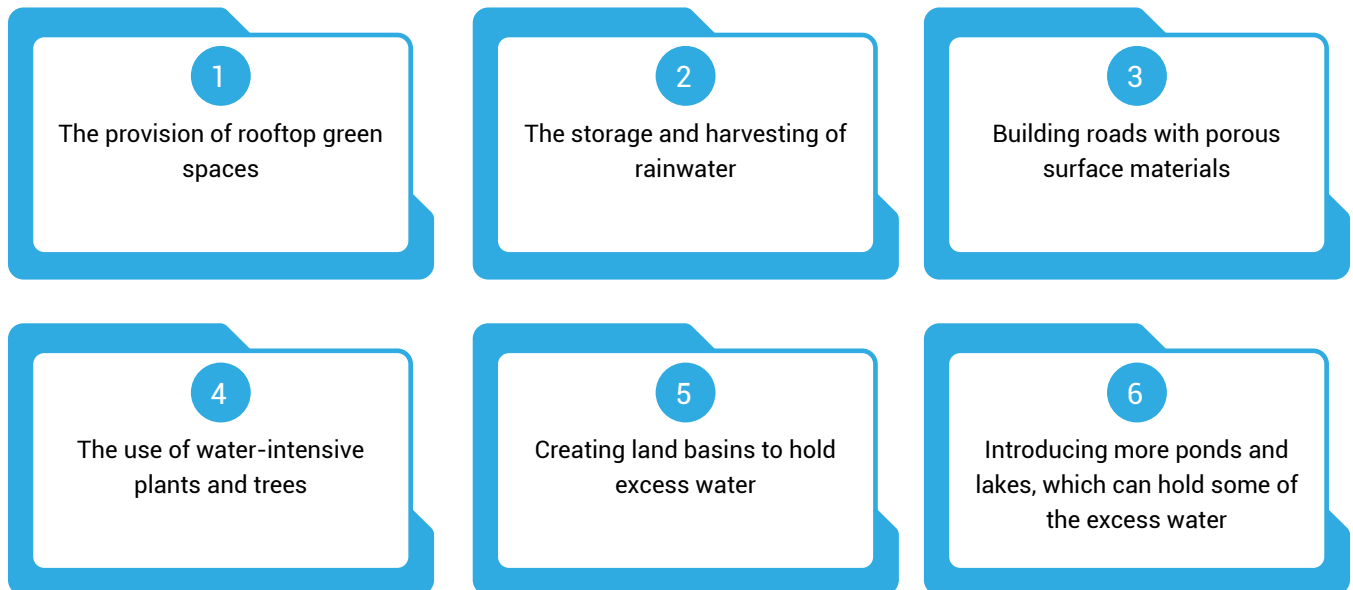 1
The provision of rooftop green
spaces
2
The storage and harvesting of
rainwater
3
Building roads with porous
surface materials
4
The use of water-intensive
plants and trees
5
Creating land basins to hold
excess water
6
Introducing more ponds and
lakes, which can hold some of
the excess water